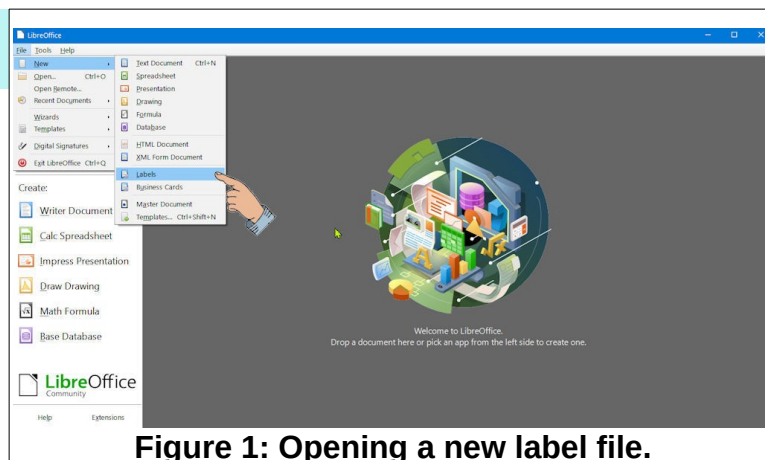 LibreOffice
File Tools Help
New
Open... Ctrl+O
Open Remote...
Recent Documents
Wizards
Templates
Digital Signatures
Exit LibreOffice Ctrl+Q
Text Document Ctrl+N
Spreadsheet
Presentation
Drawing
Formula
Database
HTML Document
XML Form Document
Labels
Business Cards
Master Document
Templates... Ctrl+Shift+N
Create:
Writer Document
Calc Spreadsheet
Impress Presentation
Draw Drawing
Math Formula
Base Database
LibreOffice
Community
Help Extensions
Welcome to LibreOffice.
Drop a document here or pick an app from the left side to create one.
Figure 1: Opening a new label file.